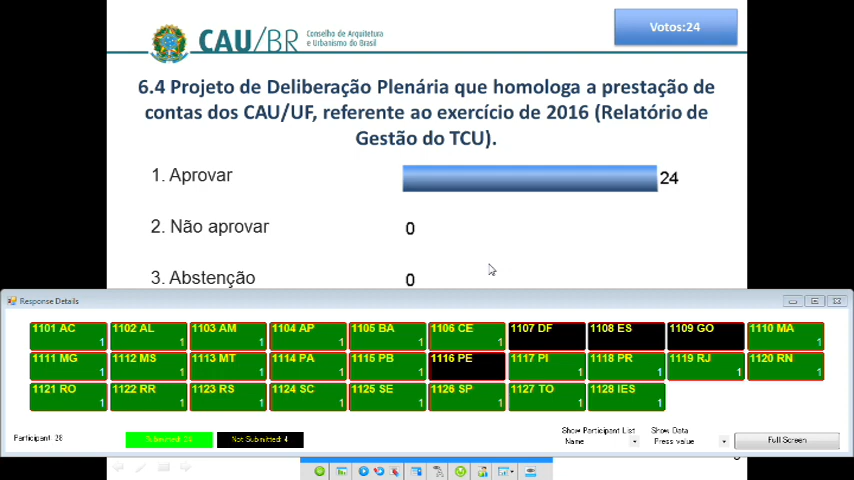 Votos:24
CAU/BR
Conselho de Arquitetura
e Urbanismo do Brasil
6.4 Projeto de Deliberação Plenária que homologa a prestação de
contas dos CAU/UF, referente ao exercício de 2016 (Relatório de
Gestão do TCU).
1. Aprovar 24
2. Não aprovar 0
3. Abstenção 0
Response Details
1101 AC 1 1102 AL 1 1103 AM 1 1104 AP 1 1105 BA 1 1106 CE 1 1107 DF 1108 ES 1109 GO 1110 MA 1
1111 MG 1 1112 MS 1 1113 MT 1 1114 PA 1 1115 PB 1 1116 PE 1117 PI 1 1118 PR 1 1119 RJ 1 1120 RN 1
1121 RO 1 1122 RR 1 1123 RS 1 1124 SC 1 1125 SE 1 1126 SP 1 1127 TO 1 1128 IES 1
Participant: 28
Submitted: 24
Not Submitted: 4
Show Participant List
Name
Show Data
Press value
Full Screen